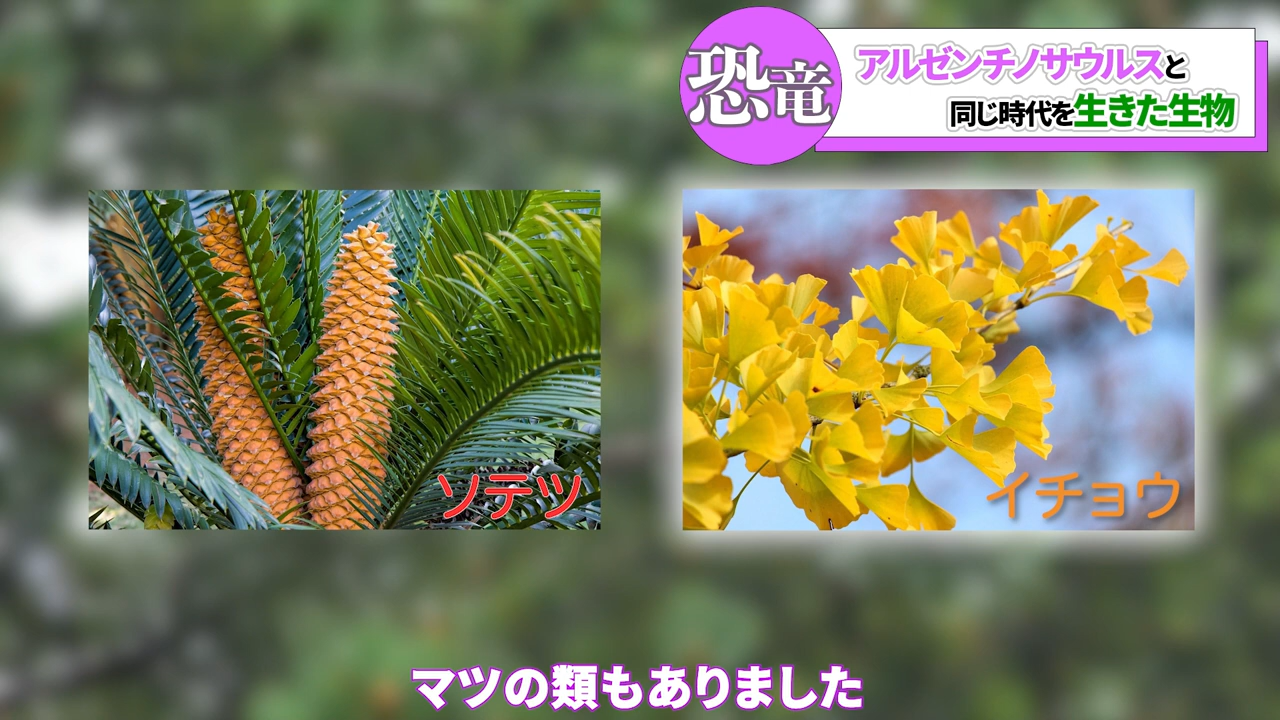 恐竜
アルゼンチノサウルスと
同じ時代を生きた生物
ソテツ
イチョウ
マツの類もありました